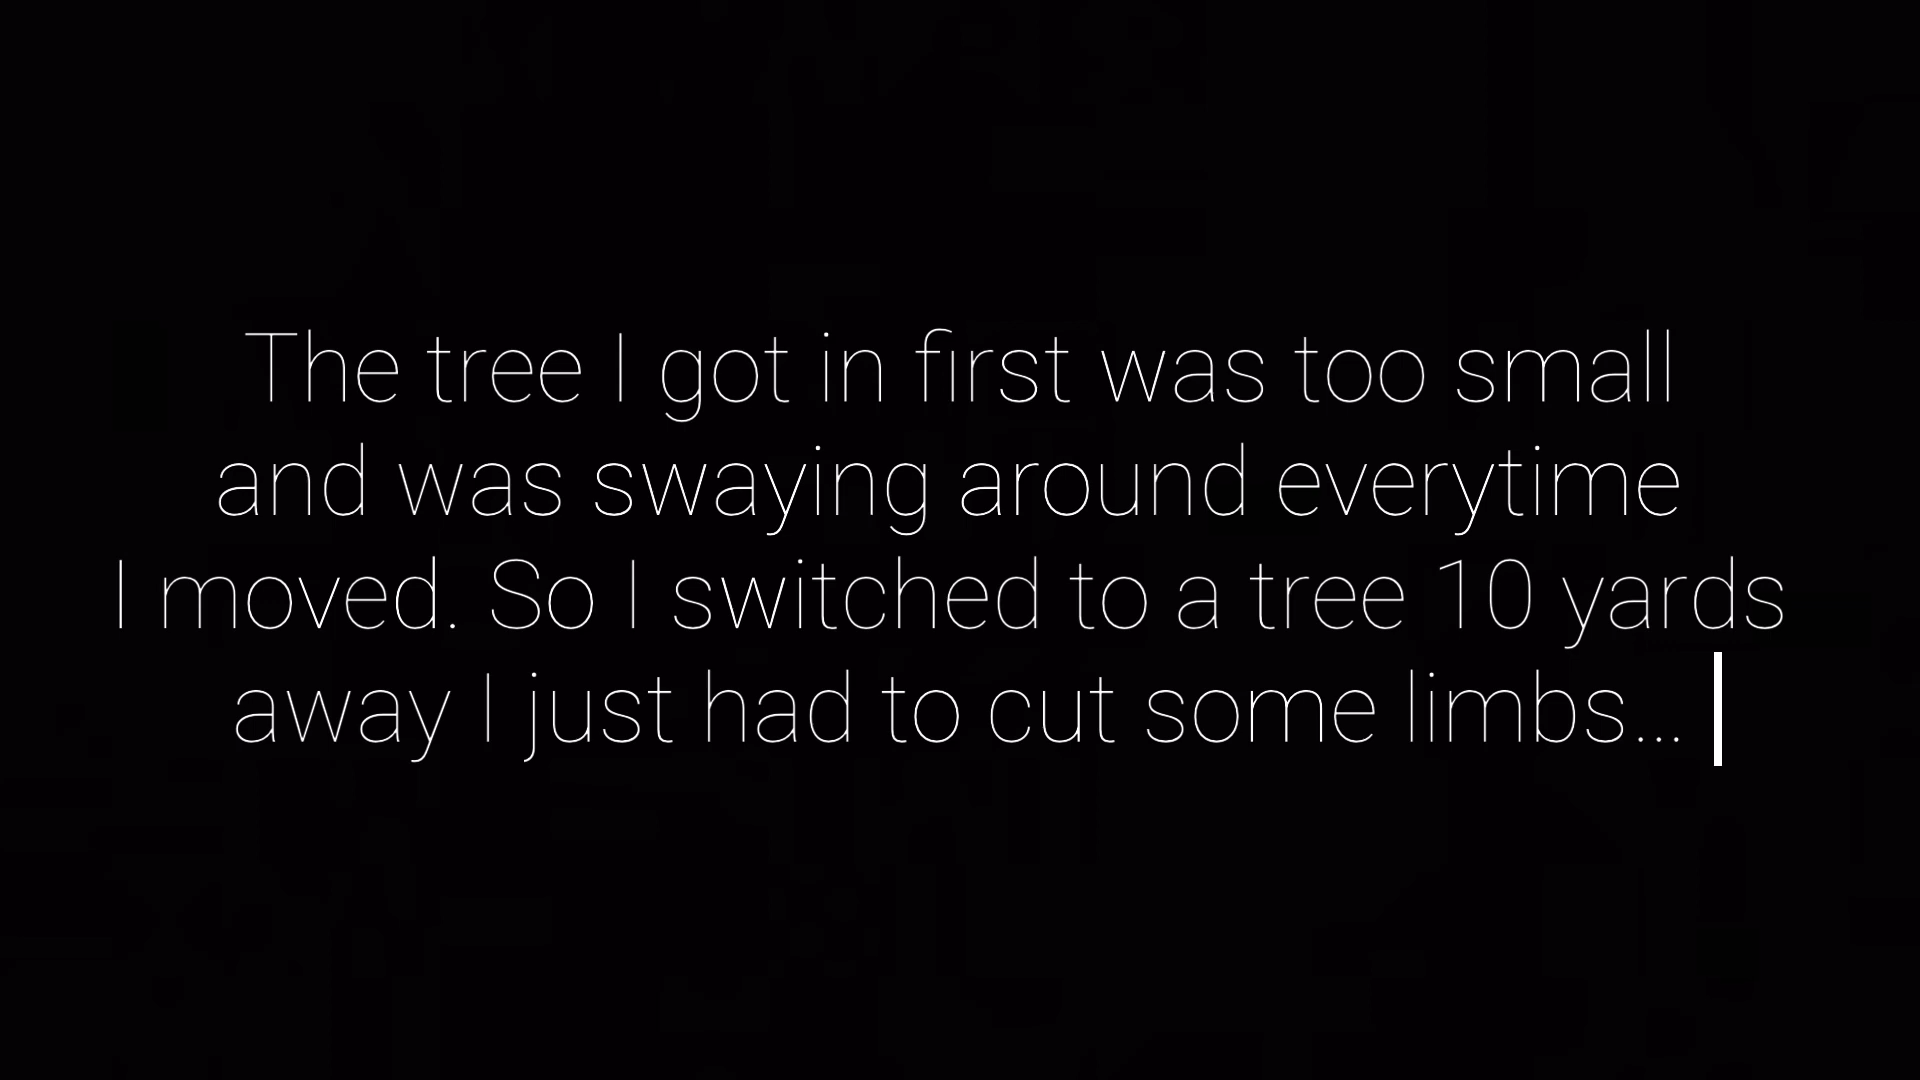 The tree I got in first was too small
and was swaying around everytime
I moved. So I switched to a tree 10 yards
away I just had to cut some limbs...